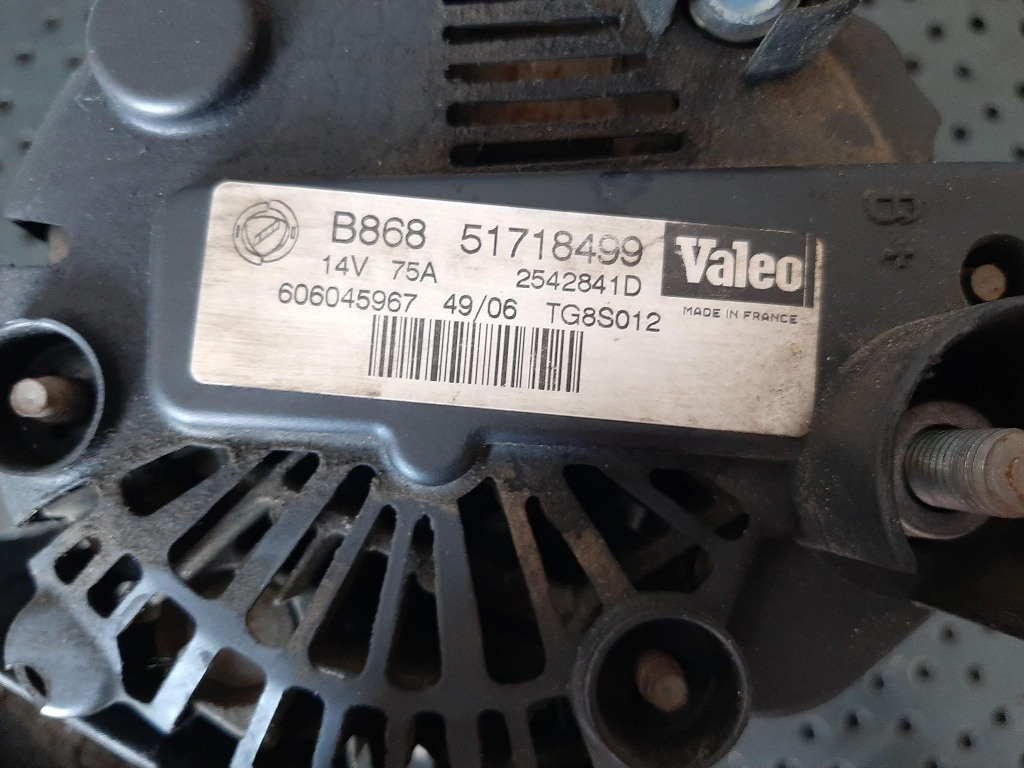 B868 51718499 Valeo
14V 75A 2542841D
606045967 49/06 TG8S012 MADE IN FRANCE
B+